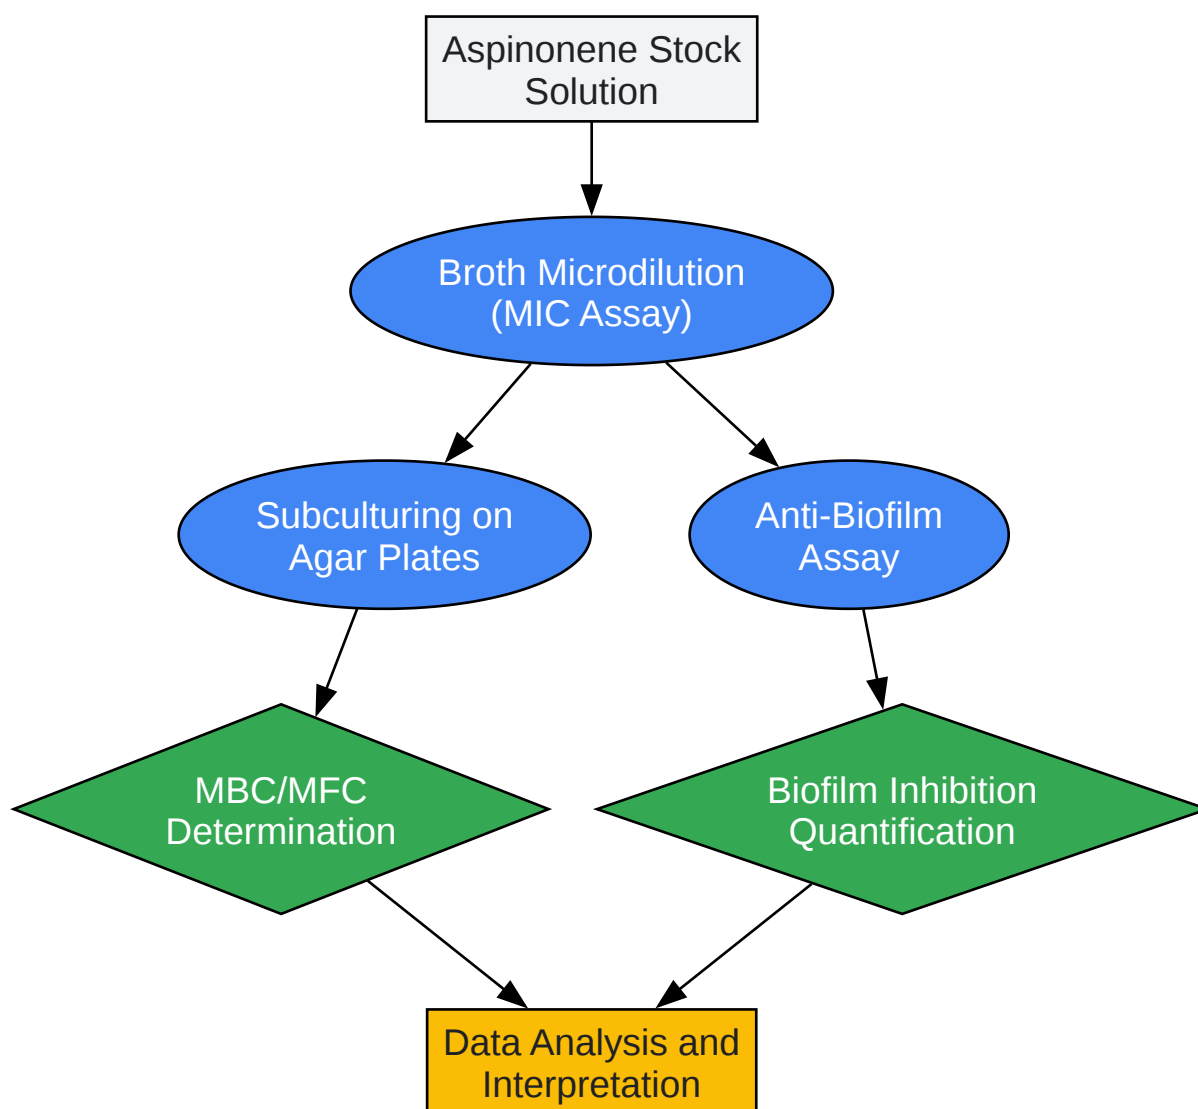 Aspinonene Stock
Solution
Broth Microdilution
(MIC Assay)
Subculturing on
Agar Plates
Anti-Biofilm
Assay
MBC/MFC
Determination
Biofilm Inhibition
Quantification
Data Analysis and
Interpretation